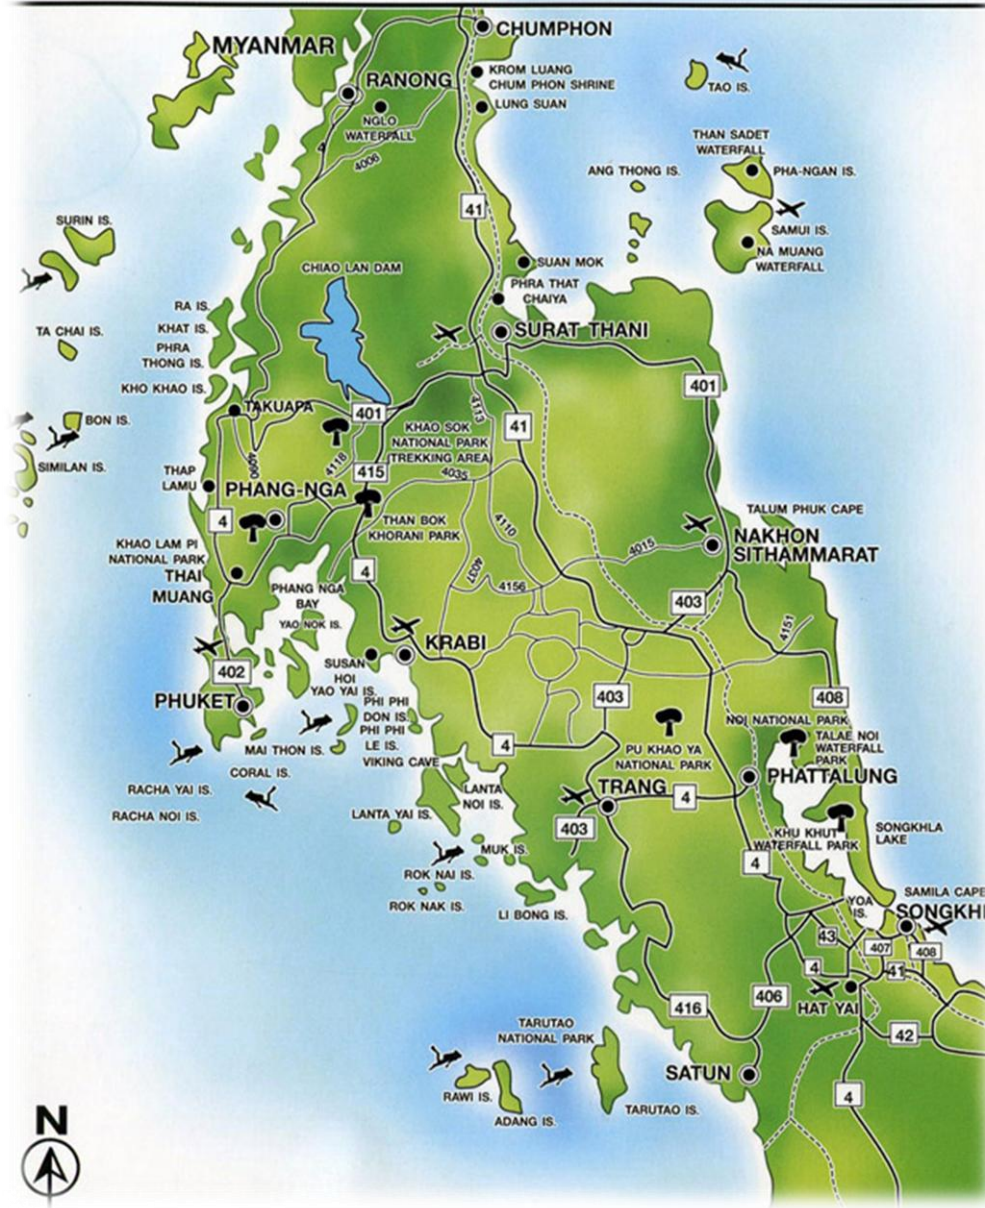 CHUMPHON
MYANMAR
KROM LUANG
CHUM PHON SHRINE
RANONG
TAO IS.
LUNG SUAN
NGLO
WATERFALL
4
4006
THAN SADET
WATERFALL
ANG THONG IS.
PHA-NGAN IS.
41
SURIN IS.
SAMUI IS.
NA MUANG
WATERFALL
SUAN MOK
CHIAO LAN DAM
PHRA THAT
CHAIYA
RA IS.
KHAT IS.
TA CHAI IS.
SURAT THANI
PHRA
THONG IS.
KHO KHAO IS.
401
TAKUAPA
401
4113
BON IS.
41
KHAO SOK
NATIONAL PARK
(TREKKING AREA)
SIMILAN IS.
4090
4118
415
4035
THAP
LAMU
PHANG-NGA
4
THAN BOK
KHORANI PARK
4110
TALUM PHUK CAPE
NAKHON
SITHAMMARAT
4015
KHAO LAM PI
NATIONAL PARK
THAI
MUANG
4
4037
4156
PHANG NGA
BAY
403
YAO NOK IS.
4151
KRABI
SUSAN
HOI
402
YAO YAI IS.
403
408
PHUKET
PHI PHI
DON IS.
PHI PHI
LE IS.
VIKING CAVE
NOI NATIONAL PARK
TALAE NOI
WATERFALL
PARK
4
MAI THON IS.
PU KHAO YA
NATIONAL PARK
CORAL IS.
PHATTALUNG
RACHA YAI IS.
LANTA
NOI IS.
TRANG
4
RACHA NOI IS.
LANTA YAI IS.
403
KHU KHUT
WATERFALL PARK
SONGKHLA
LAKE
MUK IS.
4
ROK NAI IS.
ROK NAK IS.
LI BONG IS.
SAMILA CAPE
YOA
IS.
SONGKH
43
407
408
4
41
HAT YAI
416
406
TARUTAO
NATIONAL PARK
42
SATUN
RAWI IS.
4
ADANG IS.
TARUTAO IS.
N